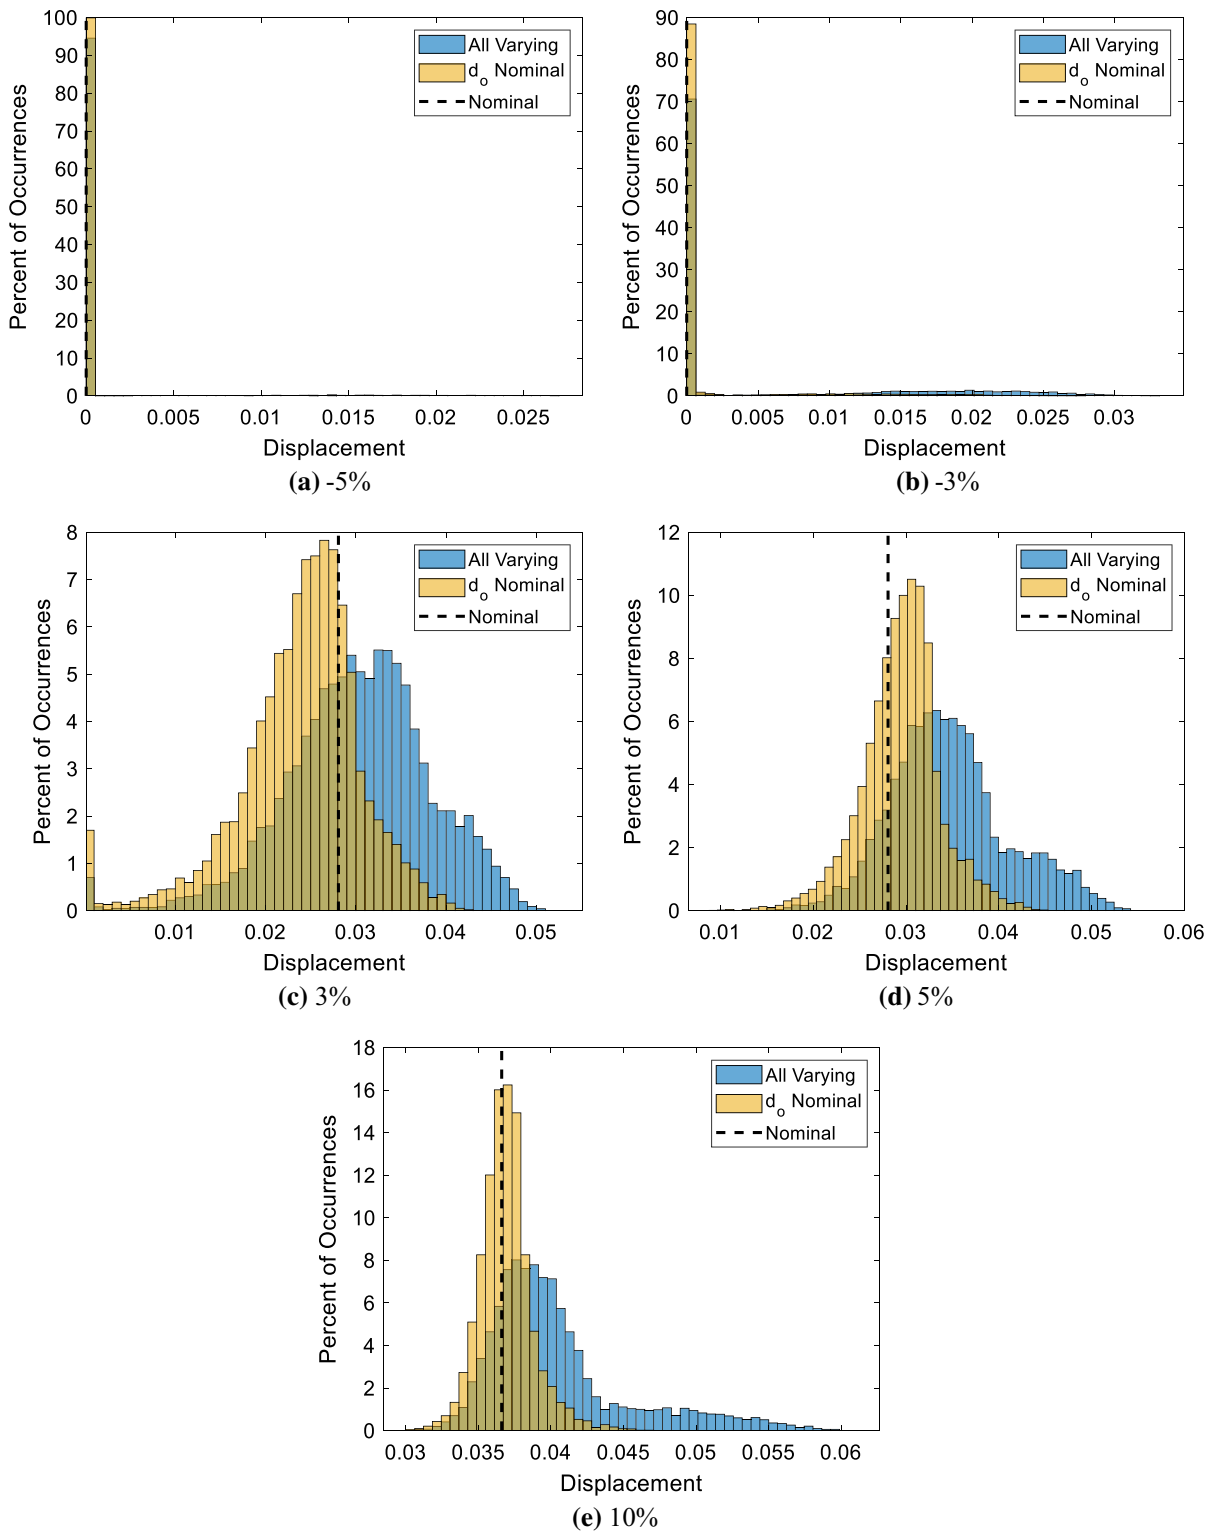 100
90
80
70
60
50
40
30
20
10
0
Percent of Occurrences
All Varying
do Nominal
Nominal
0 0.005 0.01 0.015 0.02 0.025
Displacement
(a) -5%
90
80
70
60
50
40
30
20
10
0
Percent of Occurrences
All Varying
do Nominal
Nominal
0 0.005 0.01 0.015 0.02 0.025 0.03
Displacement
(b) -3%
8
7
6
5
4
3
2
1
0
Percent of Occurrences
All Varying
do Nominal
Nominal
0.01 0.02 0.03 0.04 0.05
Displacement
(c) 3%
12
10
8
6
4
2
0
Percent of Occurrences
All Varying
do Nominal
Nominal
0.01 0.02 0.03 0.04 0.05 0.06
Displacement
(d) 5%
18
16
14
12
10
8
6
4
2
0
Percent of Occurrences
All Varying
do Nominal
Nominal
0.03 0.035 0.04 0.045 0.05 0.055 0.06
Displacement
(e) 10%